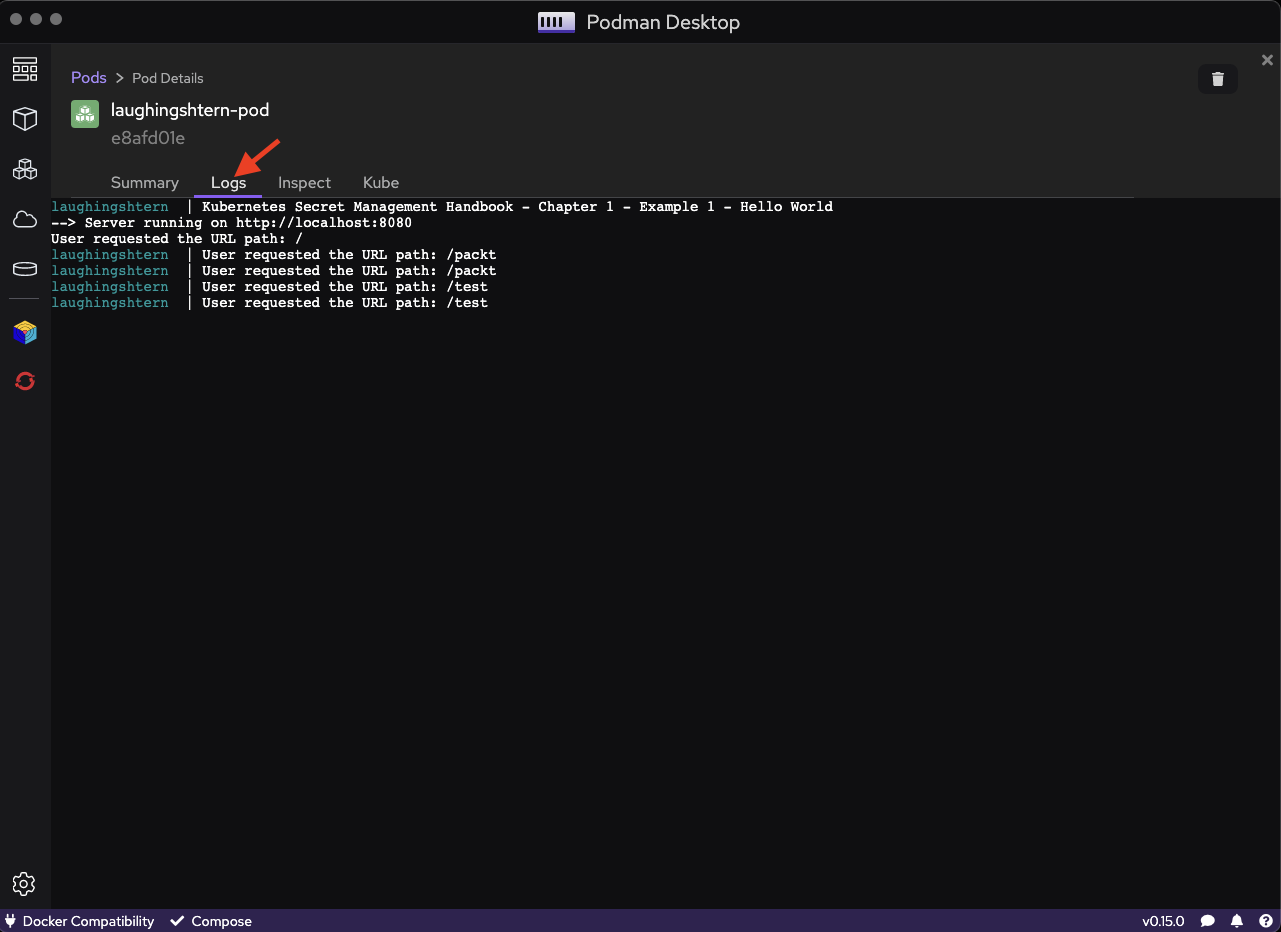 Podman Desktop
Pods > Pod Details
laughingshtern-pod
e8afd01e
Summary Logs Inspect Kube
laughingshtern | Kubernetes Secret Management Handbook - Chapter 1 - Example 1 - Hello World
--> Server running on http://localhost:8080
User requested the URL path: /
laughingshtern | User requested the URL path: /packt
laughingshtern | User requested the URL path: /packt
laughingshtern | User requested the URL path: /test
laughingshtern | User requested the URL path: /test
Docker Compatibility Compose v0.15.0